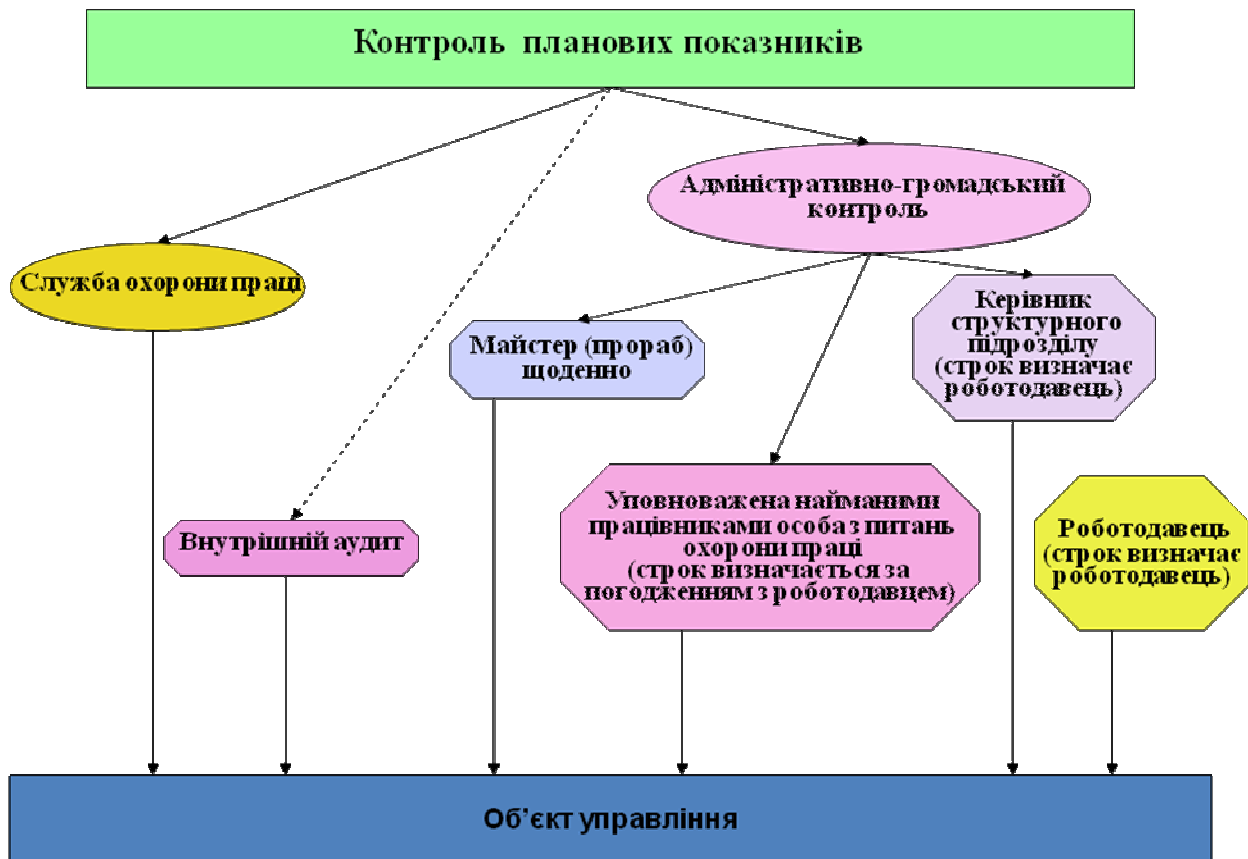 Контроль планових показників
Адміністративно-громадський
контроль
Служба охорони праці
Керівник
структурного
підрозділу
(строк визначає
роботодавець)
Майстер (прораб)
щоденно
Внутрішній аудит
Уповноважена найманими
працівниками особа з питань
охорони праці
(строк визначається за
погодженням з роботодавцем)
Роботодавець
(строк визначає
роботодавець)
Об’єкт управління